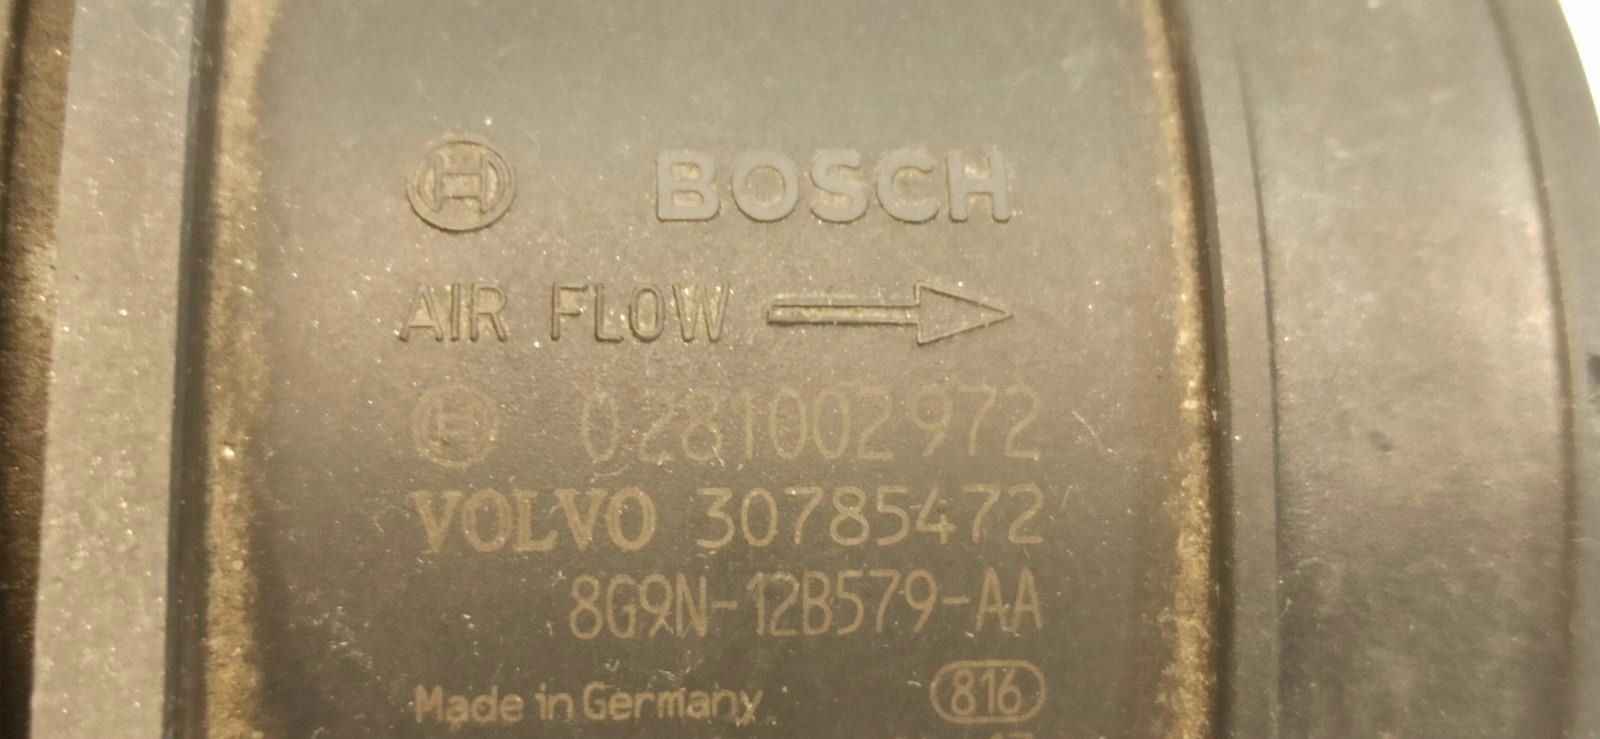 BOSCH
AIR FLOW
0281002972
VOLVO 30785472
8G9N-12B579-AA
Made in Germany 816